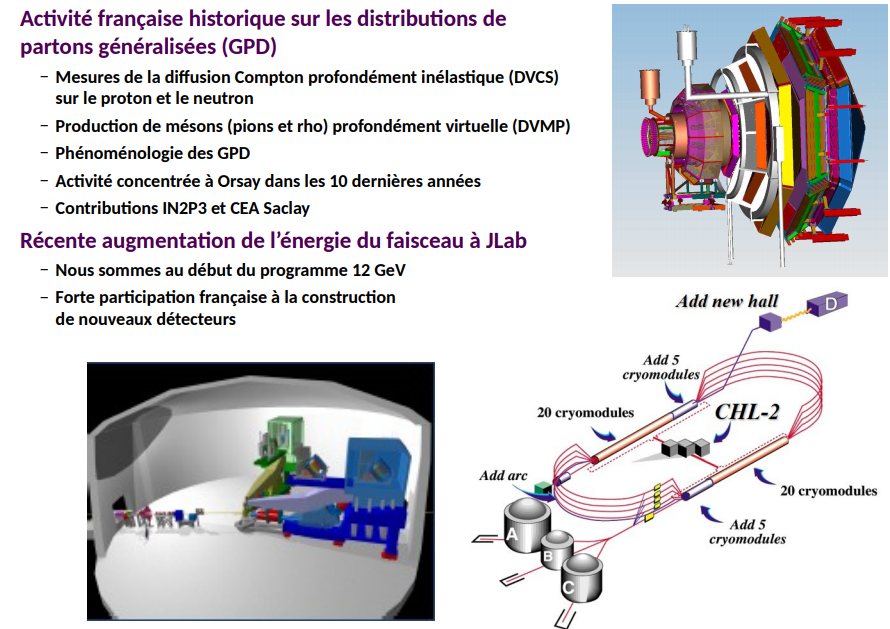 Activité française historique sur les distributions de
partons généralisées (GPD)
– Mesures de la diffusion Compton profondément inélastique (DVCS)
sur le proton et le neutron
– Production de mésons (pions et rho) profondément virtuelle (DVMP)
– Phénoménologie des GPD
– Activité concentrée à Orsay dans les 10 dernières années
– Contributions IN2P3 et CEA Saclay
Récente augmentation de l’énergie du faisceau à JLab
– Nous sommes au début du programme 12 GeV
– Forte participation française à la construction
de nouveaux détecteurs
Add new hall
D
Add 5
cryomodules
20 cryomodules
CHL-2
Add arc
20 cryomodules
Add 5
cryomodules
A
B
C